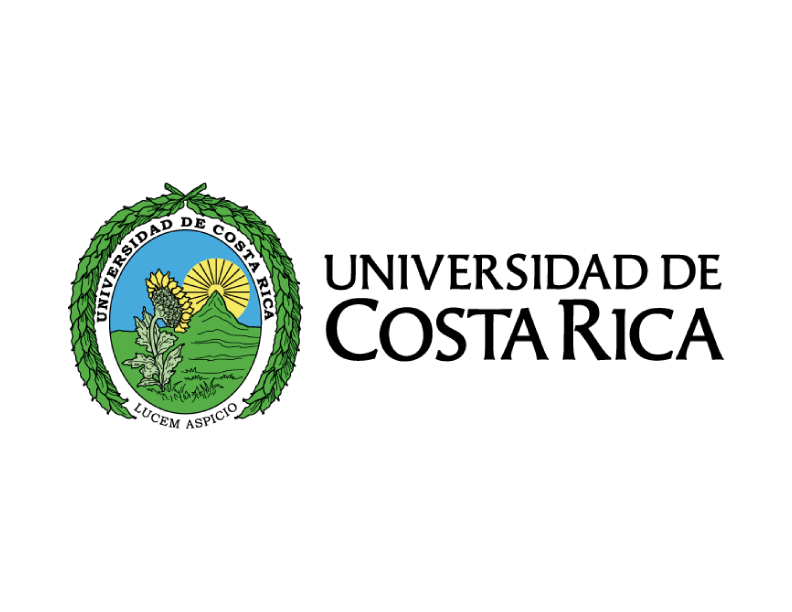 UNIVERSIDAD DE COSTA RICA
LUCEM ASPICIO
UNIVERSIDAD DE
COSTA RICA